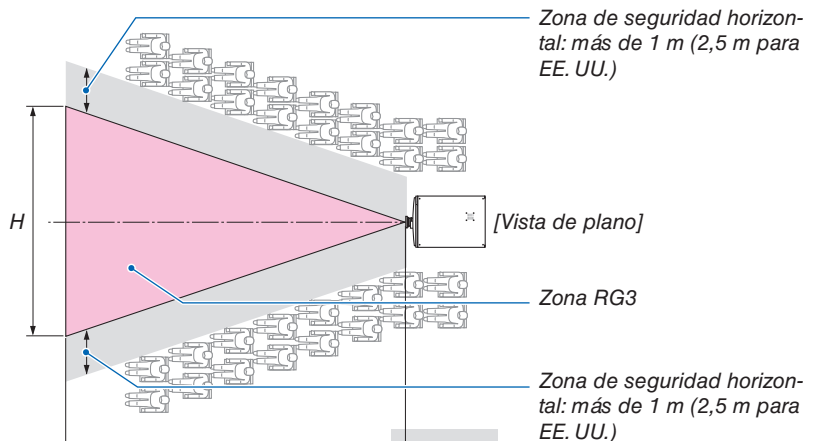 Zona de seguridad horizon-
tal: más de 1 m (2,5 m para
EE. UU.)
H
[Vista de plano]
Zona RG3
Zona de seguridad horizon-
tal: más de 1 m (2,5 m para
EE. UU.)